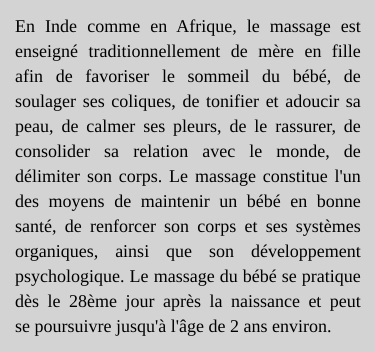 En Inde comme en Afrique, le massage est
enseigné traditionnellement de mère en fille
afin de favoriser le sommeil du bébé, de
soulager ses coliques, de tonifier et adoucir sa
peau, de calmer ses pleurs, de le rassurer, de
consolider sa relation avec le monde, de
délimiter son corps. Le massage constitue l'un
des moyens de maintenir un bébé en bonne
santé, de renforcer son corps et ses systèmes
organiques, ainsi que son développement
psychologique. Le massage du bébé se pratique
dès le 28ème jour après la naissance et peut
se poursuivre jusqu'à l'âge de 2 ans environ.